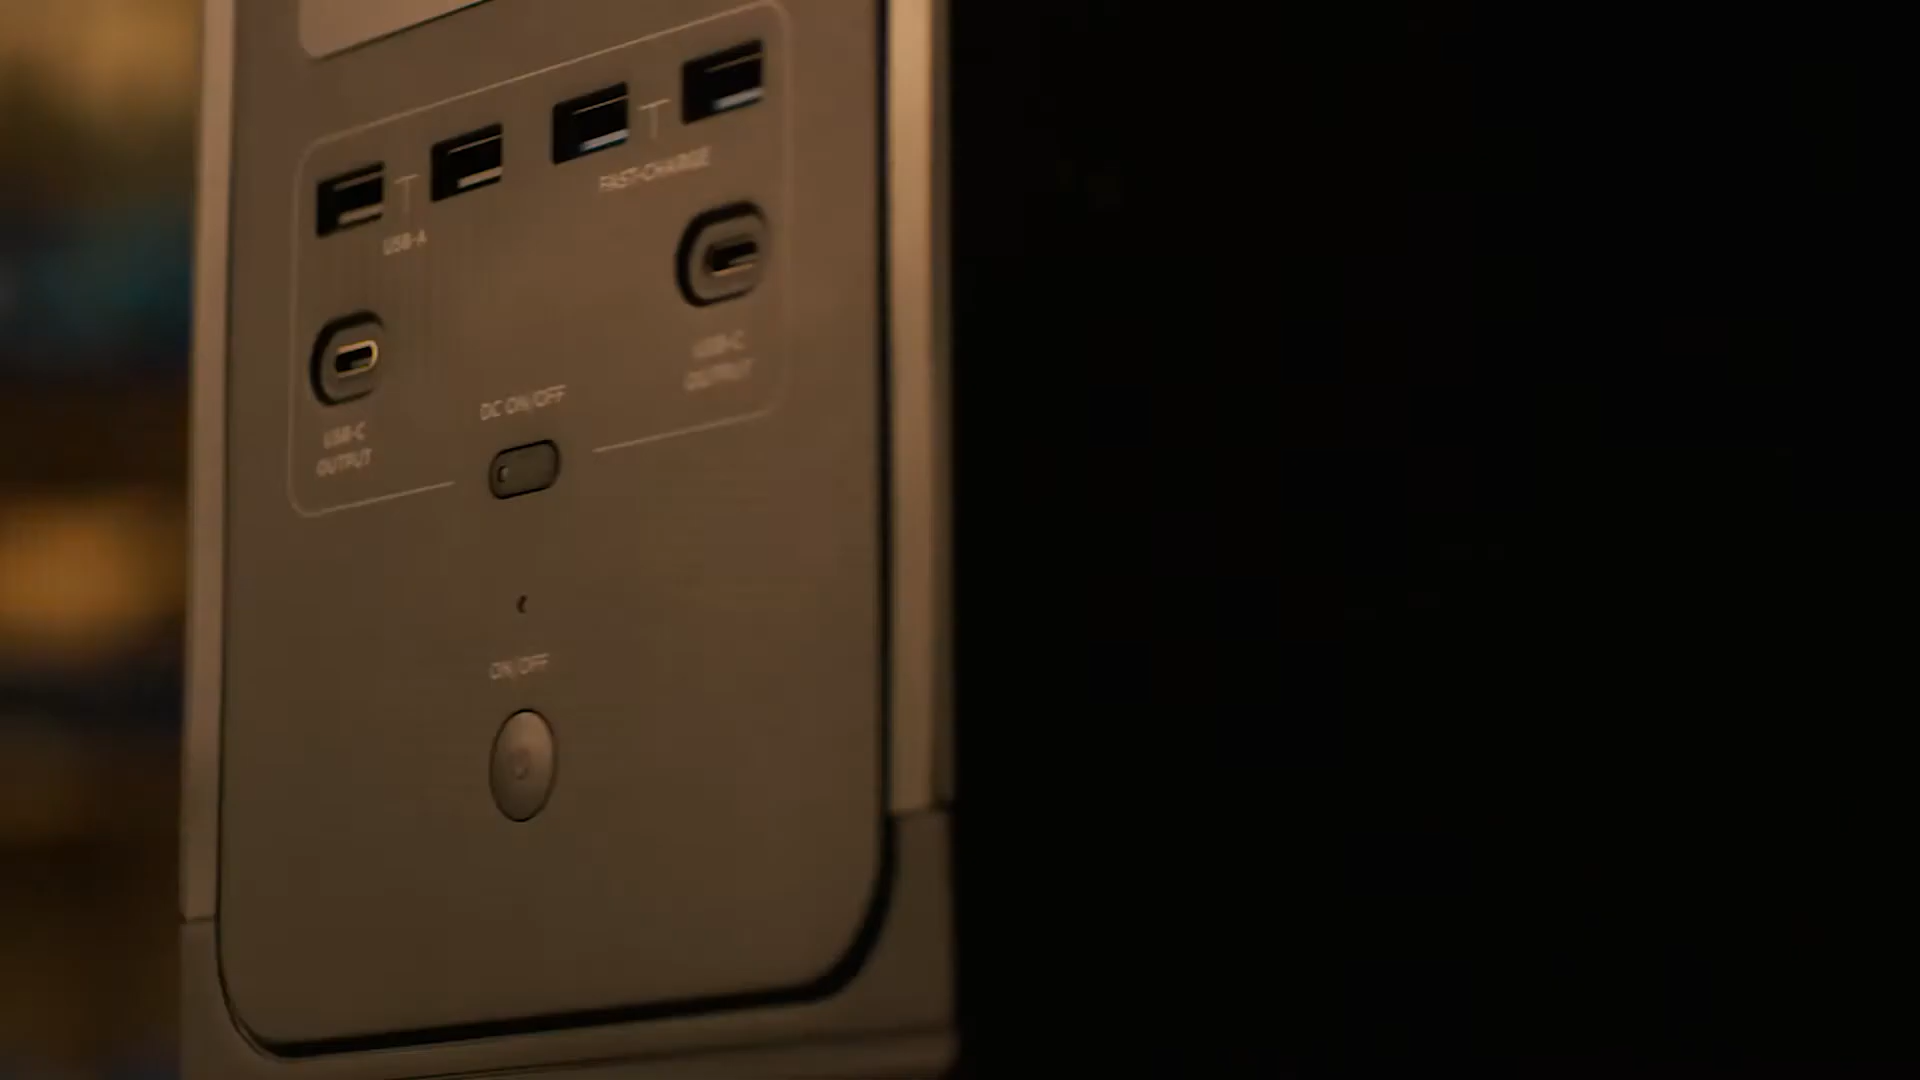 FAST-CHARGE
USB-A
USB-C
OUTPUT
DC ON/OFF
USB-C
OUTPUT
ON/OFF